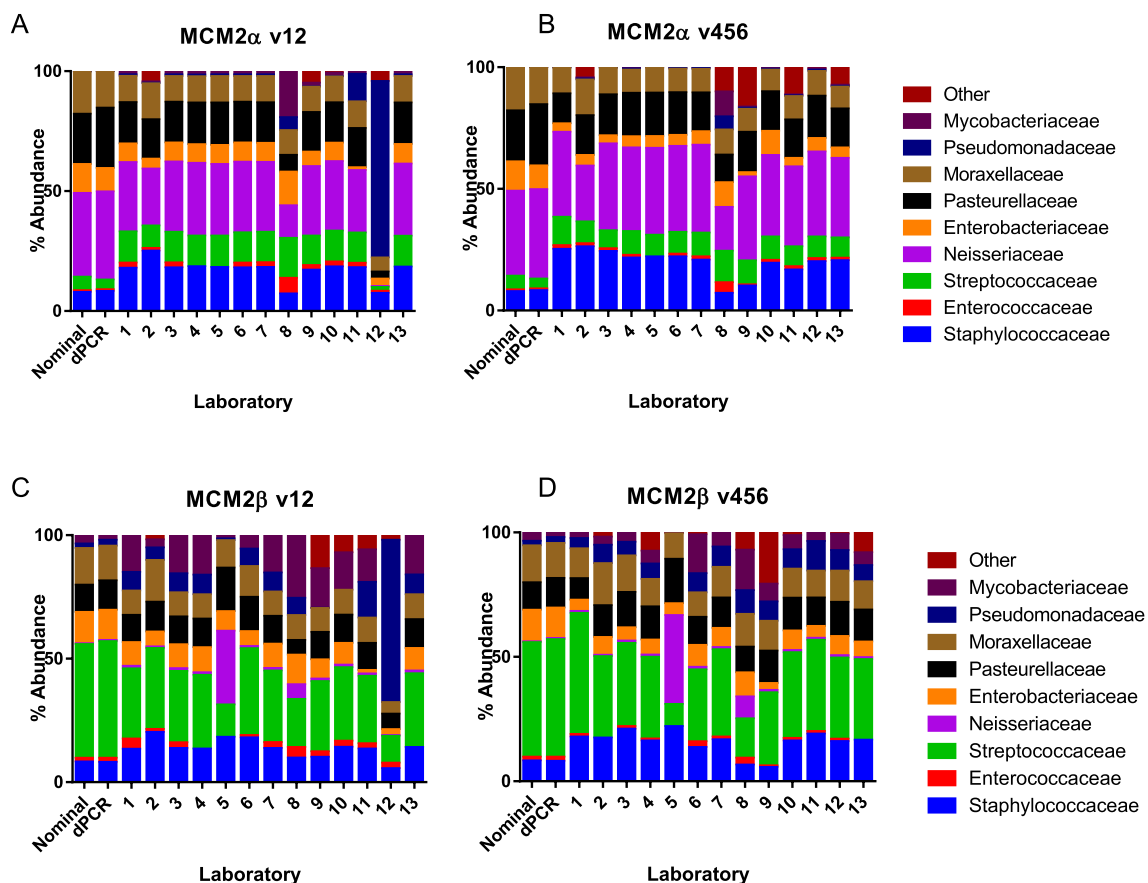 A
MCM2α v12
% Abundance
100
50
0
Nominal dPCR 1 2 3 4 5 6 7 8 9 10 11 12 13
Laboratory
B
MCM2α v456
% Abundance
100
50
0
Nominal dPCR 1 2 3 4 5 6 7 8 9 10 11 12 13
Laboratory
Other
Mycobacteriaceae
Pseudomonadaceae
Moraxellaceae
Pasteurellaceae
Enterobacteriaceae
Neisseriaceae
Streptococcaceae
Enterococcaceae
Staphylococcaceae
C
MCM2β v12
% Abundance
100
50
0
Nominal dPCR 1 2 3 4 5 6 7 8 9 10 11 12 13
Laboratory
D
MCM2β v456
% Abundance
100
50
0
Nominal dPCR 1 2 3 4 5 6 7 8 9 10 11 12 13
Laboratory
Other
Mycobacteriaceae
Pseudomonadaceae
Moraxellaceae
Pasteurellaceae
Enterobacteriaceae
Neisseriaceae
Streptococcaceae
Enterococcaceae
Staphylococcaceae